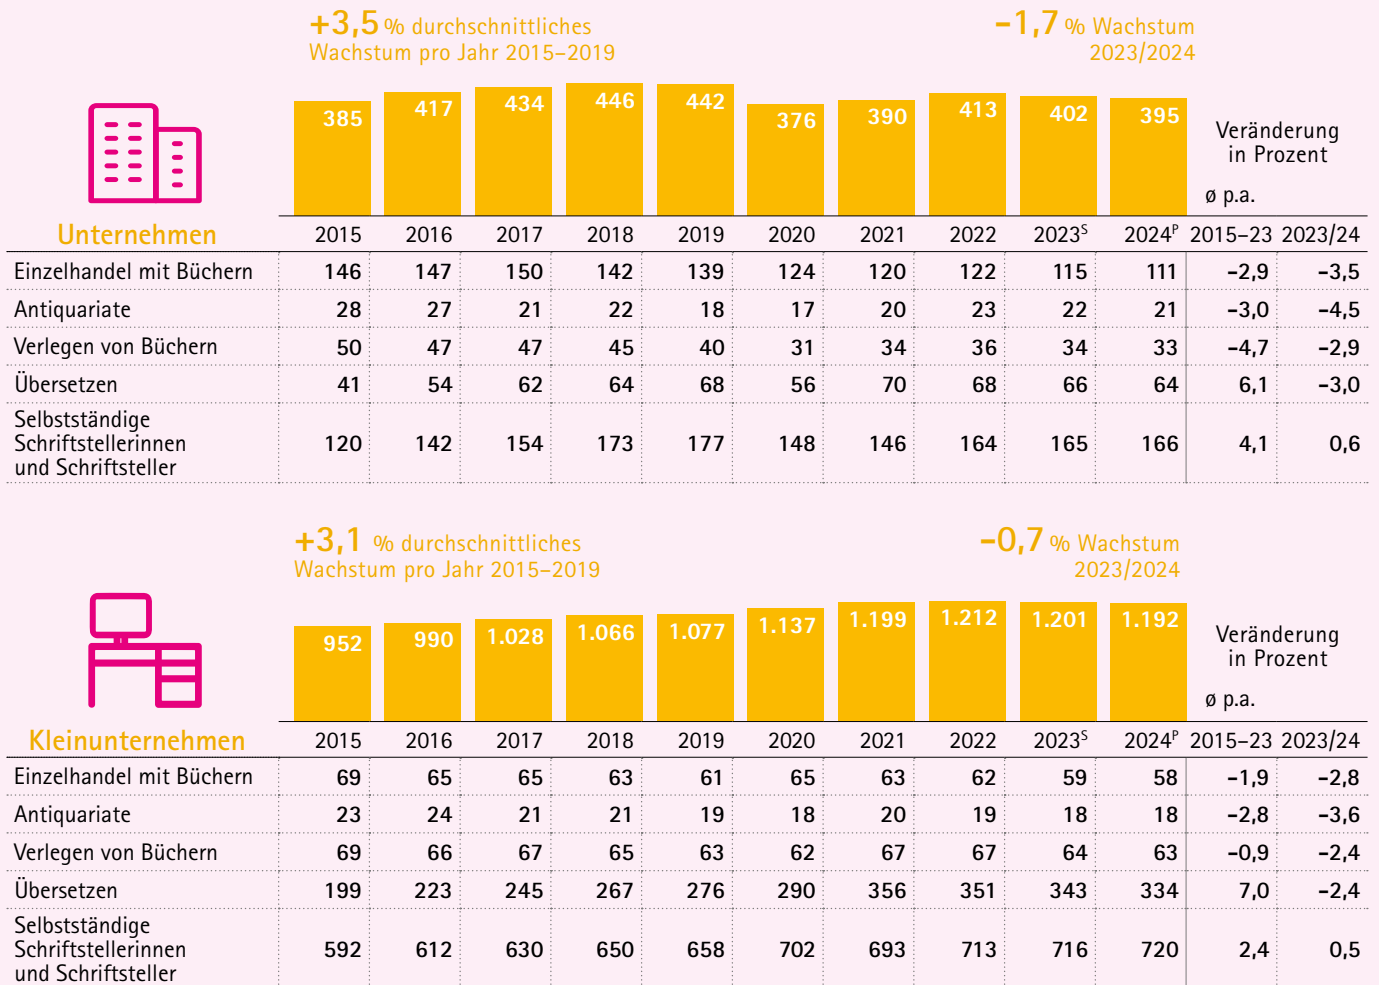 +3,5 % durchschnittliches
Wachstum pro Jahr 2015–2019
-1,7 % Wachstum
2023/2024
385 417 434 446 442 376 390 413 402 395
Veränderung
in Prozent
ø p.a.
Unternehmen 2015 2016 2017 2018 2019 2020 2021 2022 2023ˢ 2024ᴾ 2015–23 2023/24
Einzelhandel mit Büchern 146 147 150 142 139 124 120 122 115 111 -2,9 -3,5
Antiquariate 28 27 21 22 18 17 20 23 22 21 -3,0 -4,5
Verlegen von Büchern 50 47 47 45 40 31 34 36 34 33 -4,7 -2,9
Übersetzen 41 54 62 64 68 56 70 68 66 64 6,1 -3,0
Selbstständige
Schriftstellerinnen
und Schriftsteller
120 142 154 173 177 148 146 164 165 166 4,1 0,6
+3,1 % durchschnittliches
Wachstum pro Jahr 2015–2019
-0,7 % Wachstum
2023/2024
952 990 1.028 1.066 1.077 1.137 1.199 1.212 1.201 1.192
Veränderung
in Prozent
ø p.a.
Kleinunternehmen 2015 2016 2017 2018 2019 2020 2021 2022 2023ˢ 2024ᴾ 2015–23 2023/24
Einzelhandel mit Büchern 69 65 65 63 61 65 63 62 59 58 -1,9 -2,8
Antiquariate 23 24 21 21 19 18 20 19 18 18 -2,8 -3,6
Verlegen von Büchern 69 66 67 65 63 62 67 67 64 63 -0,9 -2,4
Übersetzen 199 223 245 267 276 290 356 351 343 334 7,0 -2,4
Selbstständige
Schriftstellerinnen
und Schriftsteller
592 612 630 650 658 702 693 713 716 720 2,4 0,5